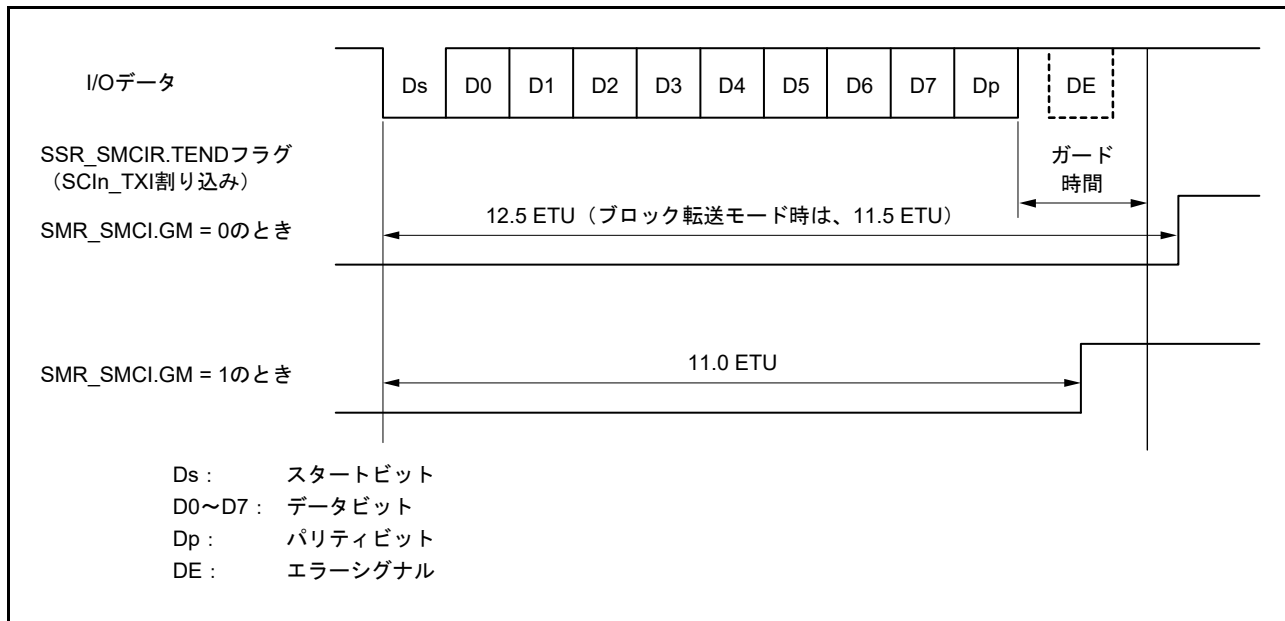 I/Oデータ
Ds D0 D1 D2 D3 D4 D5 D6 D7 Dp DE
SSR_SMCIR.TENDフラグ
（SCIn_TXI割り込み）
ガード
時間
12.5 ETU（ブロック転送モード時は、11.5 ETU）
SMR_SMCI.GM = 0のとき
11.0 ETU
SMR_SMCI.GM = 1のとき
Ds： スタートビット
D0～D7： データビット
Dp： パリティビット
DE： エラーシグナル